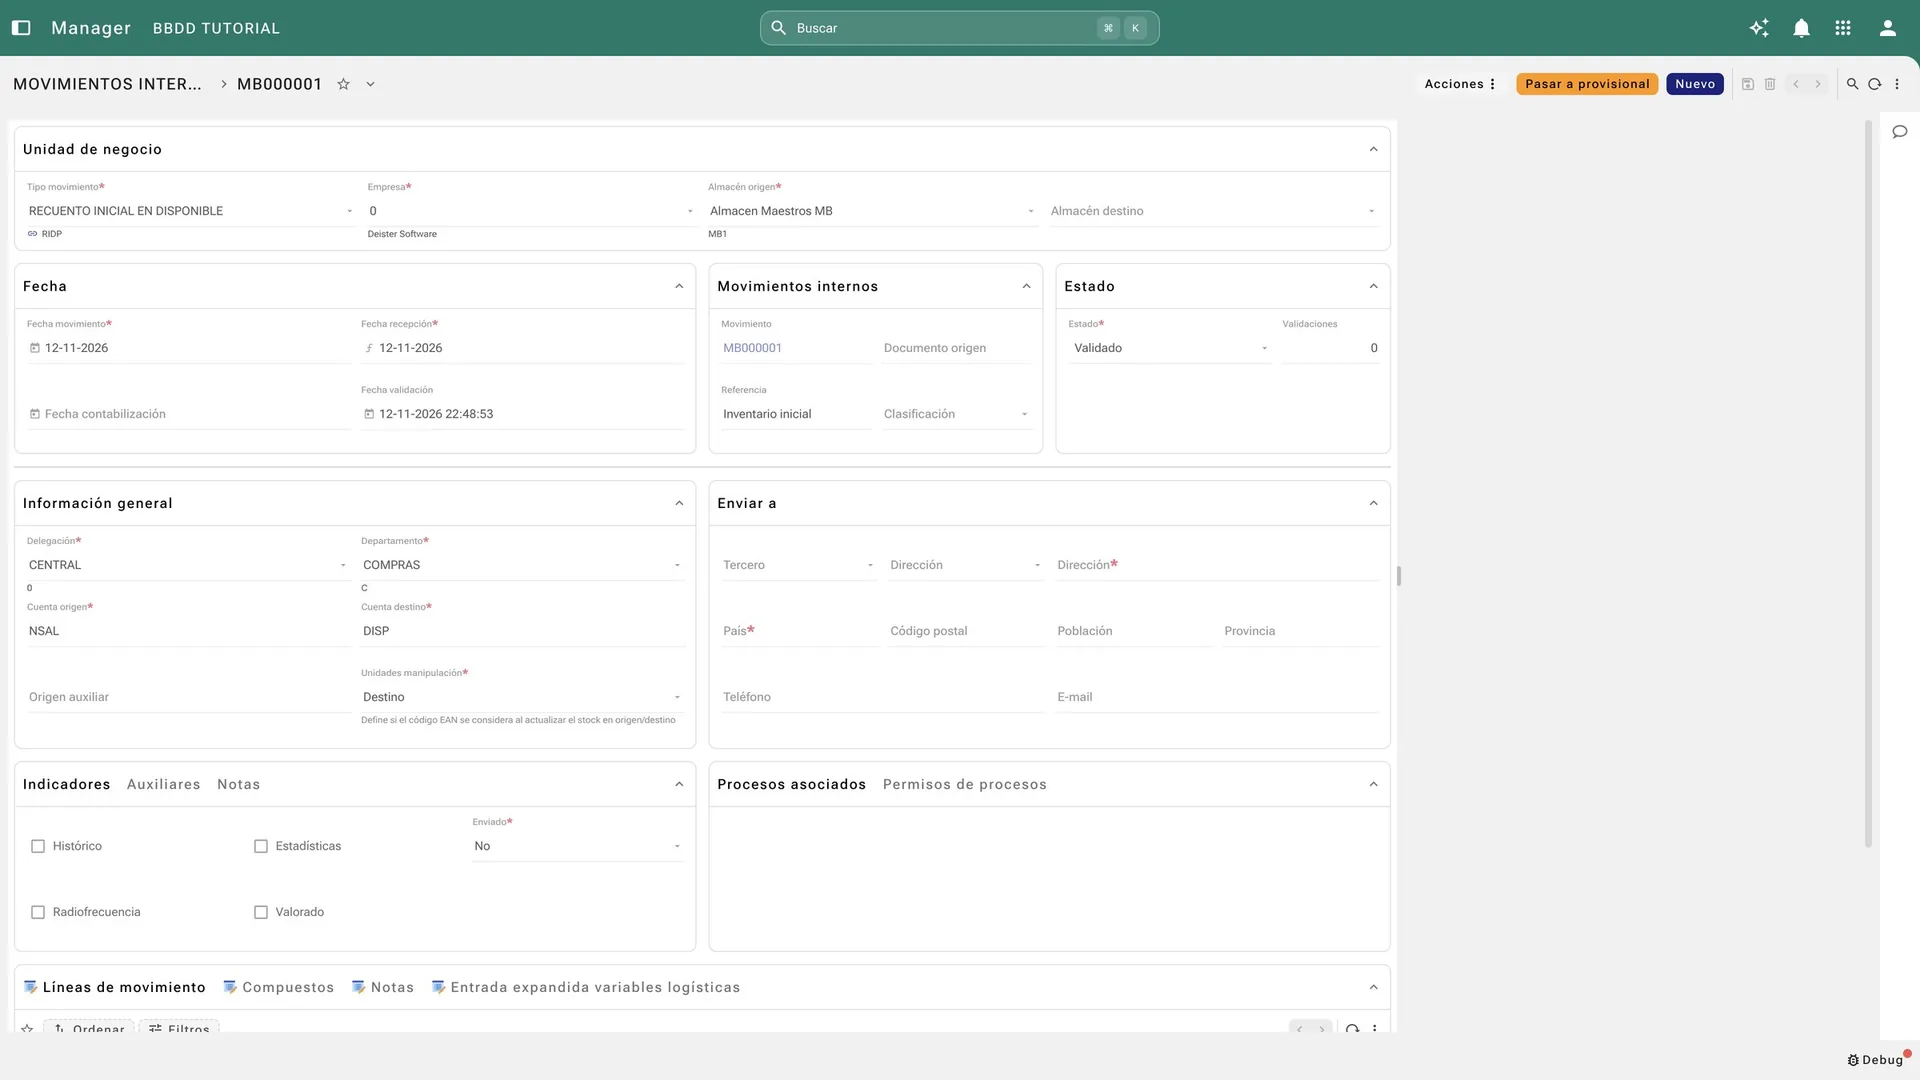 Manager BBDD TUTORIAL Buscar ⌘ K
MOVIMIENTOS INTER... > MB000001 Acciones Pasar a provisional Nuevo
Unidad de negocio
Tipo movimiento* Empresa* Almacén origen*
RECUENTO INICIAL EN DISPONIBLE 0 Almacen Maestros MB Almacén destino
RIDP Deister Software MB1
Fecha Movimientos internos Estado
Fecha movimiento* Fecha recepción* Movimiento Estado* Validaciones
12-11-2026 12-11-2026 MB000001 Documento origen Validado 0
Fecha validación Referencia
Fecha contabilización 12-11-2026 22:48:53 Inventario inicial Clasificación
Información general Enviar a
Delegación* Departamento*
CENTRAL COMPRAS Tercero Dirección Dirección*
0 C
Cuenta origen* Cuenta destino*
NSAL DISP País* Código postal Población Provincia
Unidades manipulación*
Origen auxiliar Destino Teléfono E-mail
Define si el código EAN se considera al actualizar el stock en origen/destino
Indicadores Auxiliares Notas Procesos asociados Permisos de procesos
Enviado*
Histórico Estadísticas No
Radiofrecuencia Valorado
Líneas de movimiento Compuestos Notas Entrada expandida variables logísticas
Ordenar Filtros
Debug